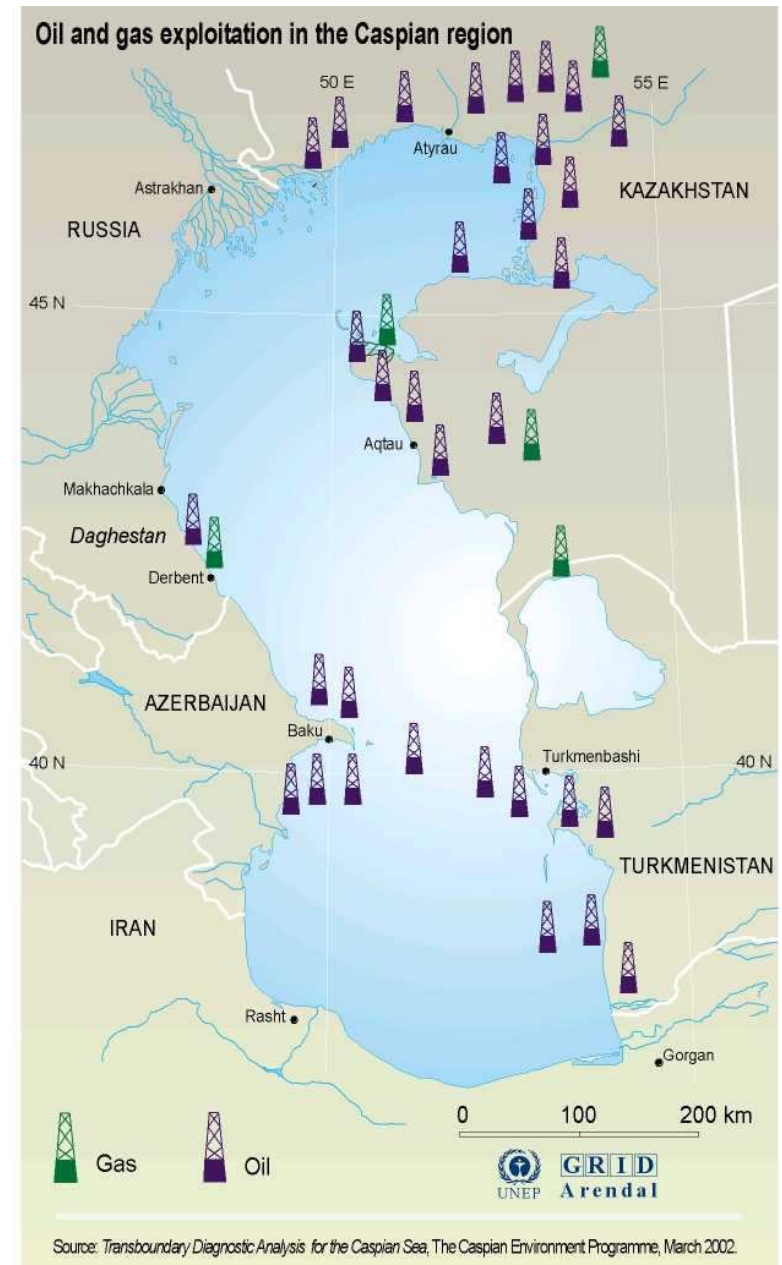 Oil and gas exploitation in the Caspian region
50 E
55 E
Atyrau
Astrakhan
KAZAKHSTAN
RUSSIA
45 N
Aqtau
Makhachkala
Daghestan
Derbent
AZERBAIJAN
Baku
40 N
Turkmenbashi
40 N
TURKMENISTAN
IRAN
Rasht
Gorgan
0 100 200 km
Gas
Oil
UNEP
GRID
Arendal
Source: Transboundary Diagnostic Analysis for the Caspian Sea, The Caspian Environment Programme, March 2002.